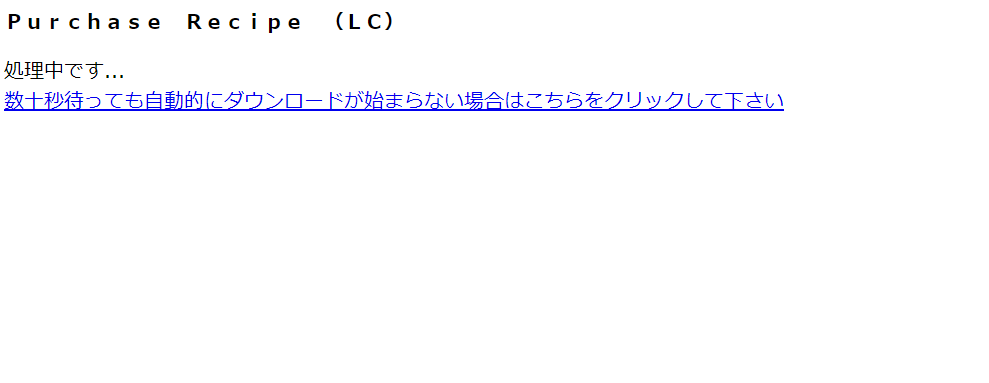 Ｐｕｒｃｈａｓｅ　Ｒｅｃｉｐｅ　（ＬＣ）
処理中です...
数十秒待っても自動的にダウンロードが始まらない場合はこちらをクリックして下さい